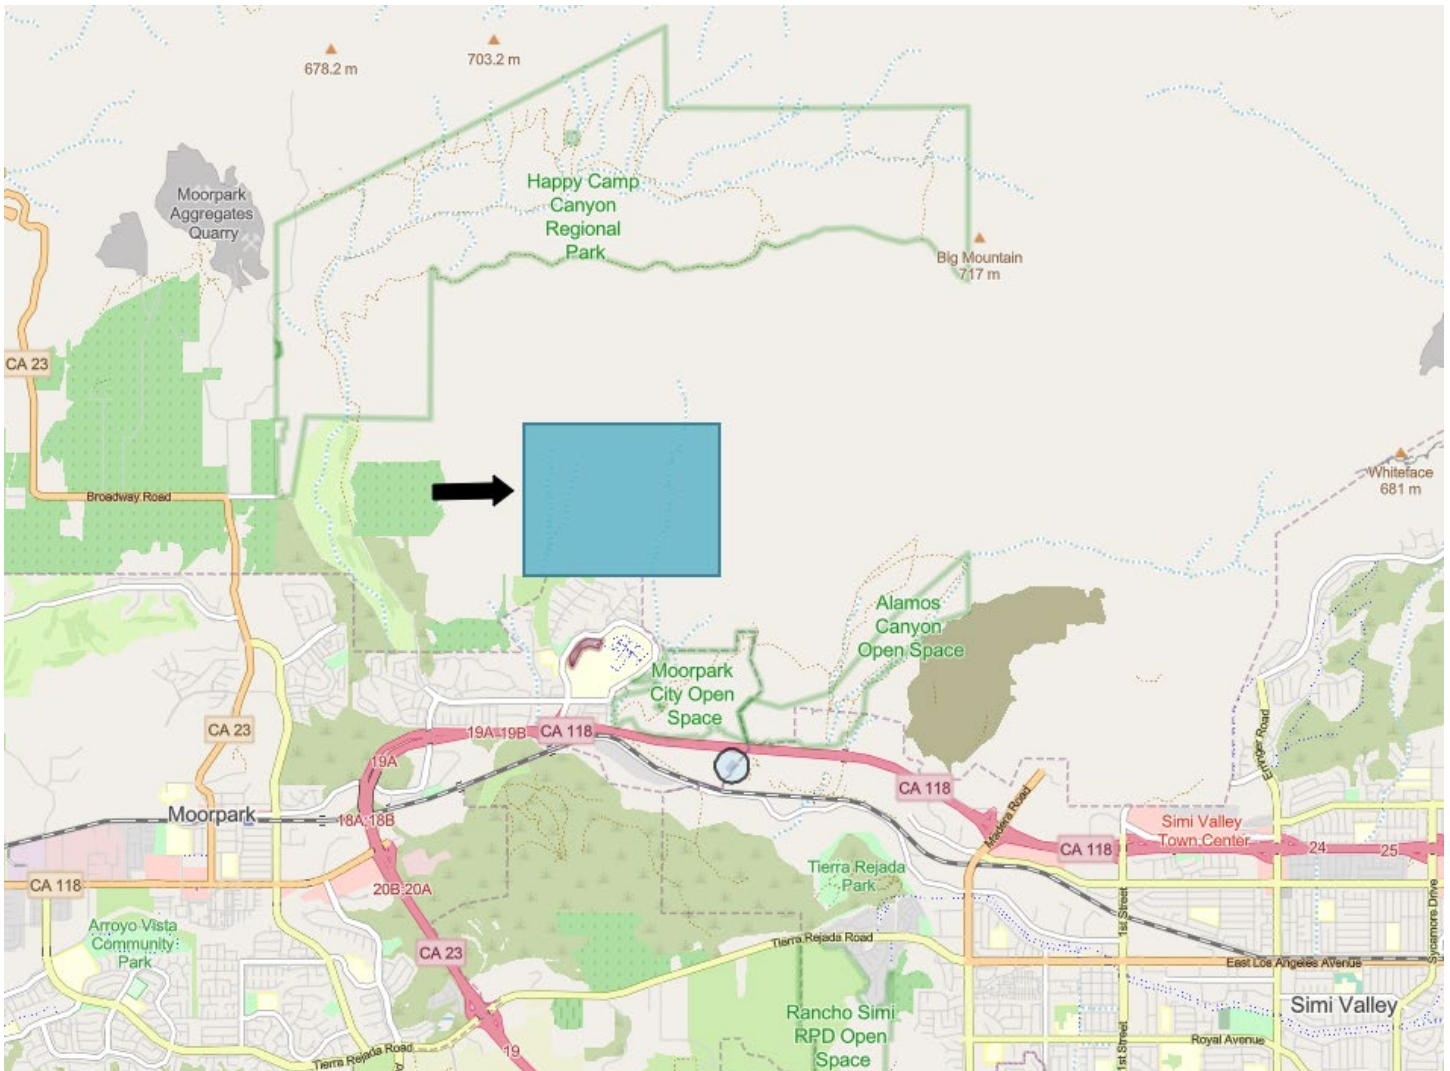 678.2 m
703.2 m
Moorpark
Aggregates
Quarry
Happy Camp
Canyon
Regional
Park
Big Mountain
717 m
CA 23
Whiteface
681 m
Broadway Road
Alamos
Canyon
Open Space
Moorpark
City Open
Space
CA 23
19A
19B
CA 118
19A
Erringer Road
CA 118
Madera Road
Moorpark
18A;18B
Simi Valley
Town Center
CA 118
24
25
CA 118
20B;20A
Tierra Rejada
Park
1st Street
Sycamore Drive
Arroyo Vista
Community
Park
CA 23
Tierra Rejada Road
East Los Angeles Avenue
Simi Valley
Rancho Simi
RPD Open
Space
Tierra Rejada Road
19
1st Street
Royal Avenue